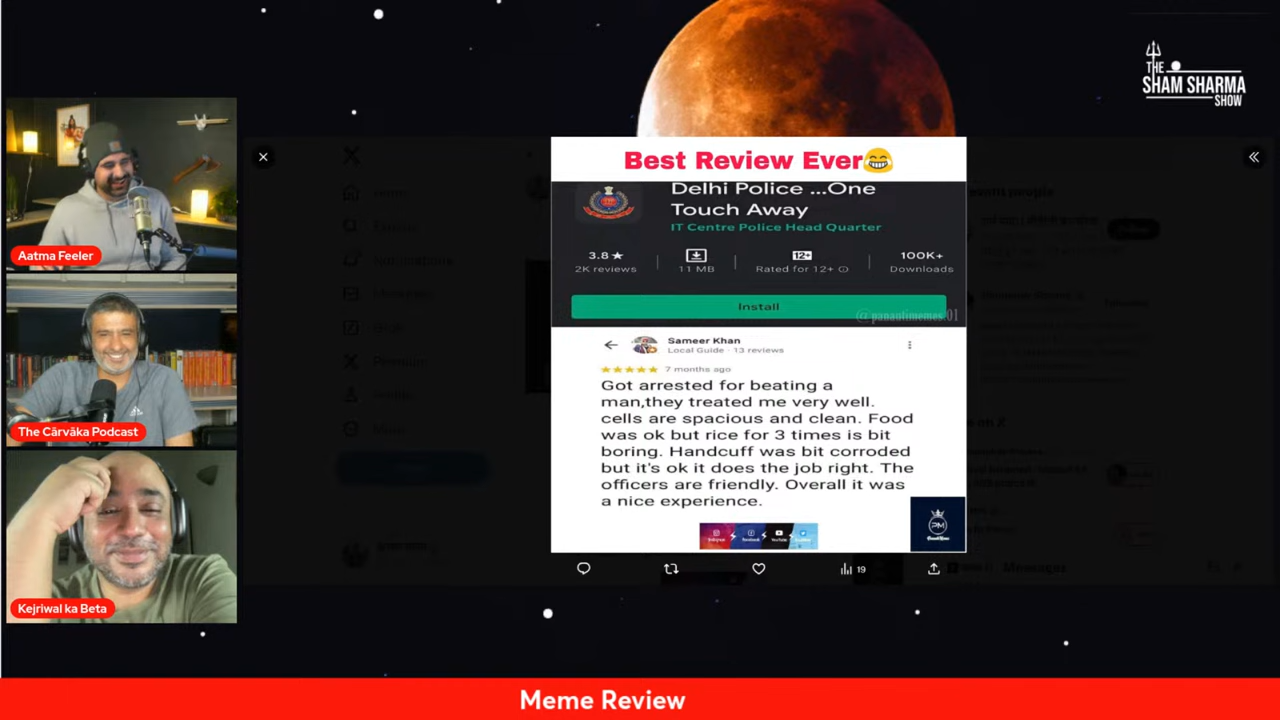 THE
SHAM SHARMA
SHOW
Best Review Ever😂
Delhi Police ...One
Touch Away
IT Centre Police Head Quarter
3.8★
2K reviews
11 MB
12+
Rated for 12+
100K+
Downloads
Install
@panautimemes.01
Sameer Khan
Local Guide · 13 reviews
7 months ago
Got arrested for beating a
man,they treated me very well.
cells are spacious and clean. Food
was ok but rice for 3 times is bit
boring. Handcuff was bit corroded
but it's ok it does the job right. The
officers are friendly. Overall it was
a nice experience.
PM
19
Aatma Feeler
The Cārvāka Podcast
Kejriwal ka Beta
Meme Review